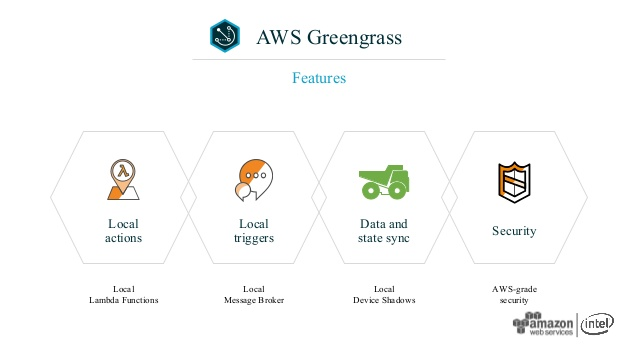 AWS Greengrass
Features
Local
actions
Local
triggers
Data and
state sync
Security
Local
Lambda Functions
Local
Message Broker
Local
Device Shadows
AWS-grade
security
amazon
web services
intel